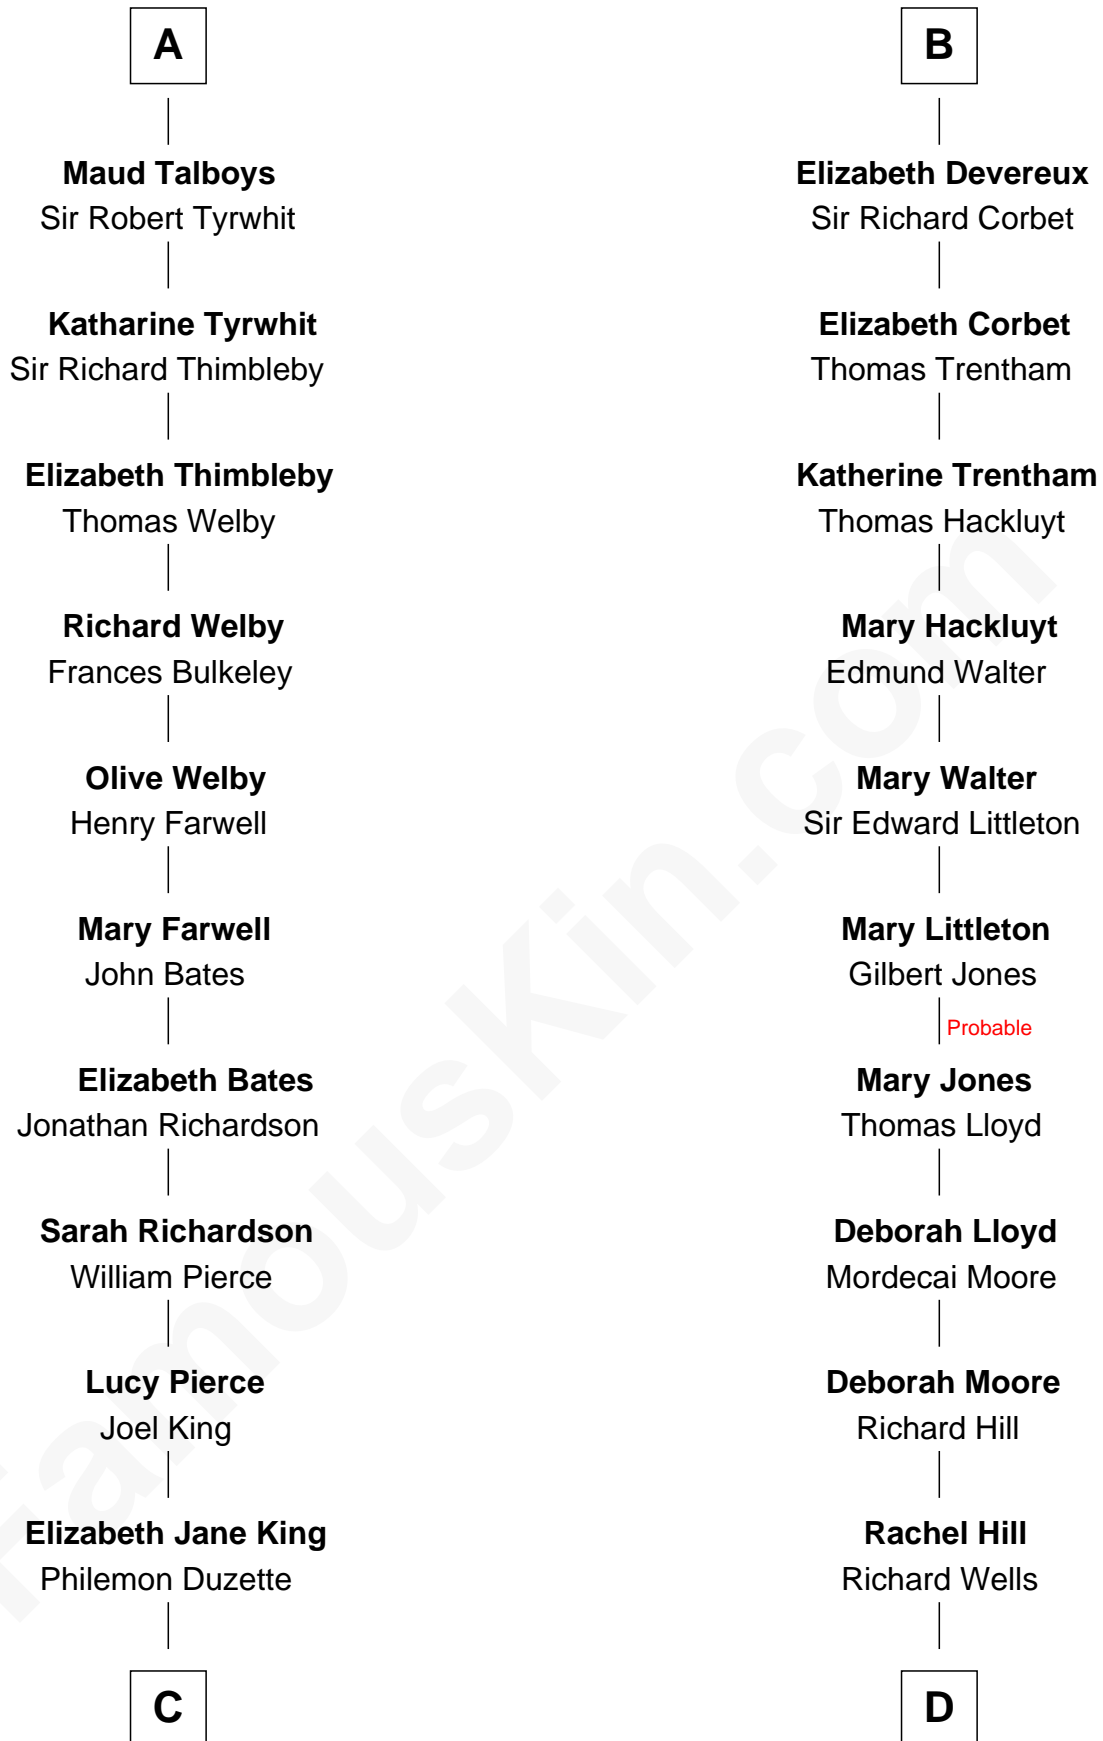 A
Maud Talboys
Sir Robert Tyrwhit
Katharine Tyrwhit
Sir Richard Thimbleby
Elizabeth Thimbleby
Thomas Welby
Richard Welby
Frances Bulkeley
Olive Welby
Henry Farwell
Mary Farwell
John Bates
Elizabeth Bates
Jonathan Richardson
Sarah Richardson
William Pierce
Lucy Pierce
Joel King
Elizabeth Jane King
Philemon Duzette
C
B
Elizabeth Devereux
Sir Richard Corbet
Elizabeth Corbet
Thomas Trentham
Katherine Trentham
Thomas Hackluyt
Mary Hackluyt
Edmund Walter
Mary Walter
Sir Edward Littleton
Mary Littleton
Gilbert Jones
Probable
Mary Jones
Thomas Lloyd
Deborah Lloyd
Mordecai Moore
Deborah Moore
Richard Hill
Rachel Hill
Richard Wells
D
FamousKin.com